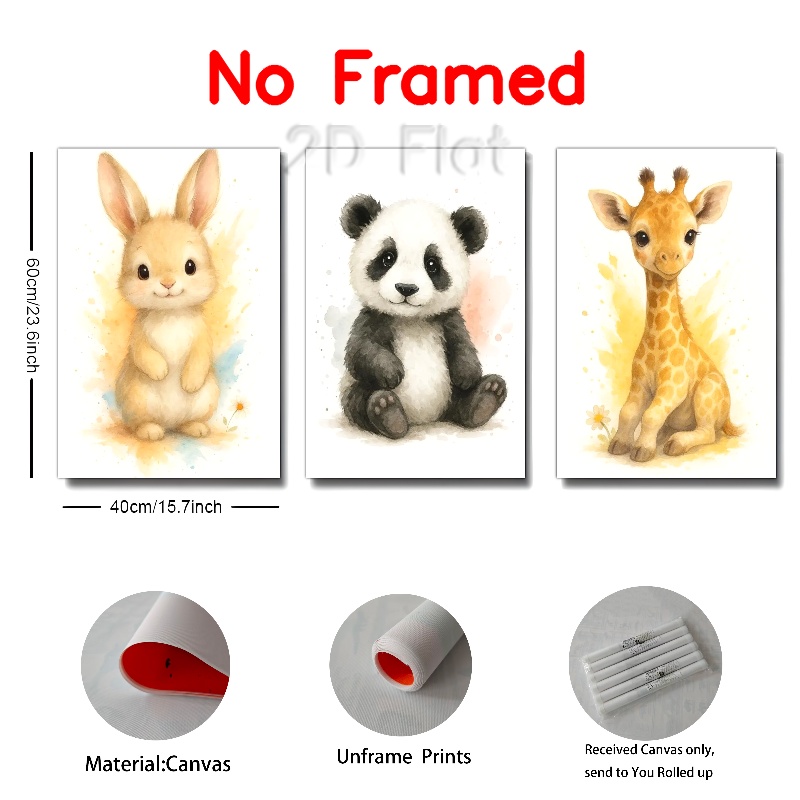 No Framed
2D Flat
60cm/23.6inch
40cm/15.7inch
Material:Canvas
Unframe Prints
Received Canvas only,
send to You Rolled up